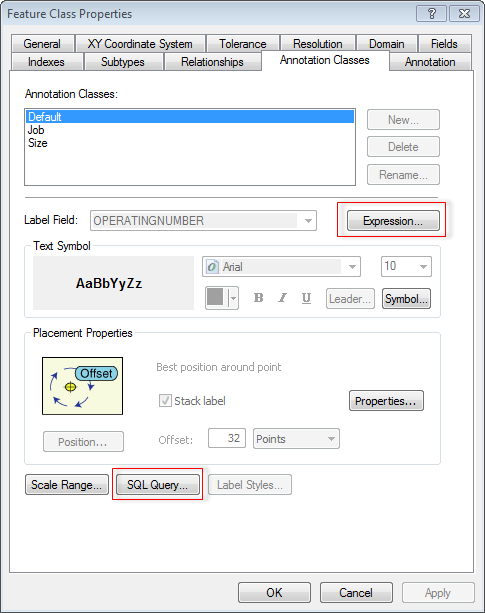 Feature Class Properties
General XY Coordinate System Tolerance Resolution Domain Fields
Indexes Subtypes Relationships Annotation Classes Annotation
Annotation Classes:
Default
Job
Size
New...
Delete
Rename...
Label Field: OPERATINGNUMBER Expression...
Text Symbol
AaBbYyZz
Arial 10
B I U Leader... Symbol...
Placement Properties
Offset
Best position around point
Stack label
Properties...
Position... Offset: 32 Points
Scale Range... SQL Query... Label Styles...
OK Cancel Apply